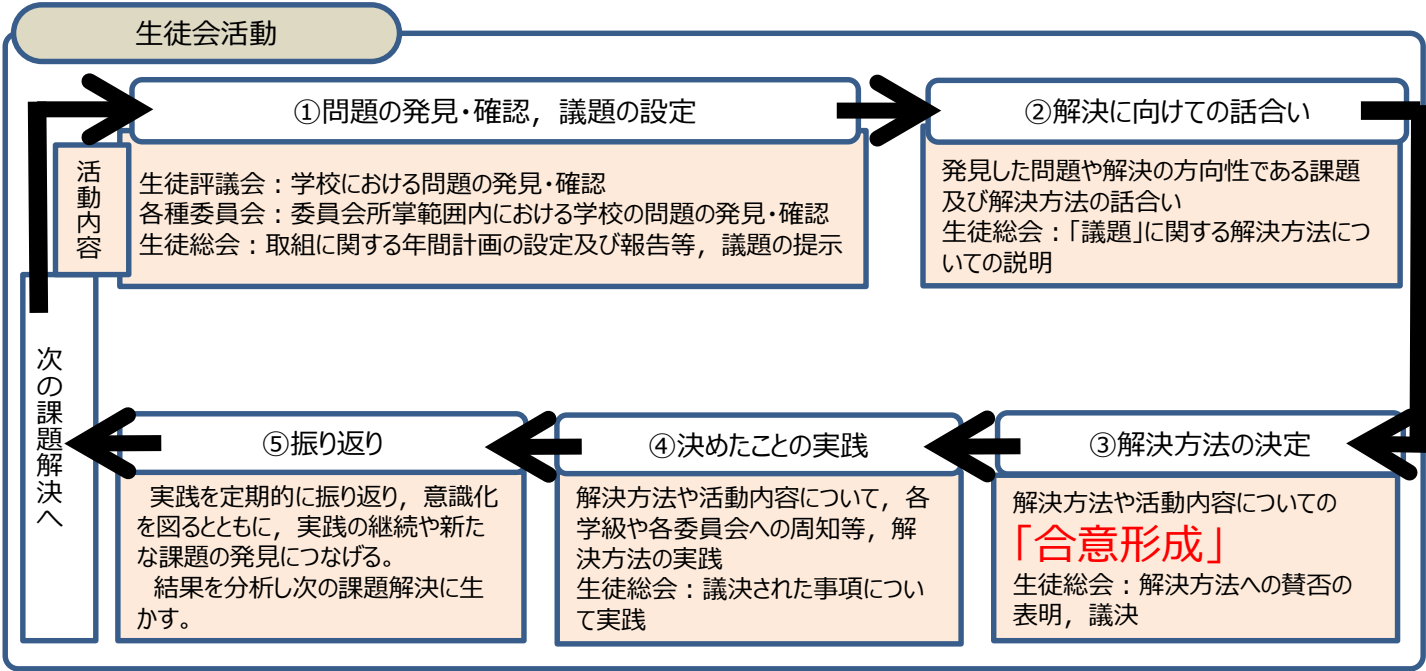 生徒会活動
①問題の発見・確認，議題の設定
活動内容
生徒評議会：学校における問題の発見・確認
各種委員会：委員会所掌範囲内における学校の問題の発見・確認
生徒総会：取組に関する年間計画の設定及び報告等，議題の提示
②解決に向けての話合い
発見した問題や解決の方向性である課題
及び解決方法の話合い
生徒総会：「議題」に関する解決方法につ
いての説明
③解決方法の決定
解決方法や活動内容についての
「合意形成」
生徒総会：解決方法への賛否の
表明，議決
④決めたことの実践
解決方法や活動内容について，各
学級や各委員会への周知等，解
決方法の実践
生徒総会：議決された事項につい
て実践
⑤振り返り
実践を定期的に振り返り，意識化
を図るとともに，実践の継続や新た
な課題の発見につなげる。
結果を分析し次の課題解決に生
かす。
次の課題解決へ